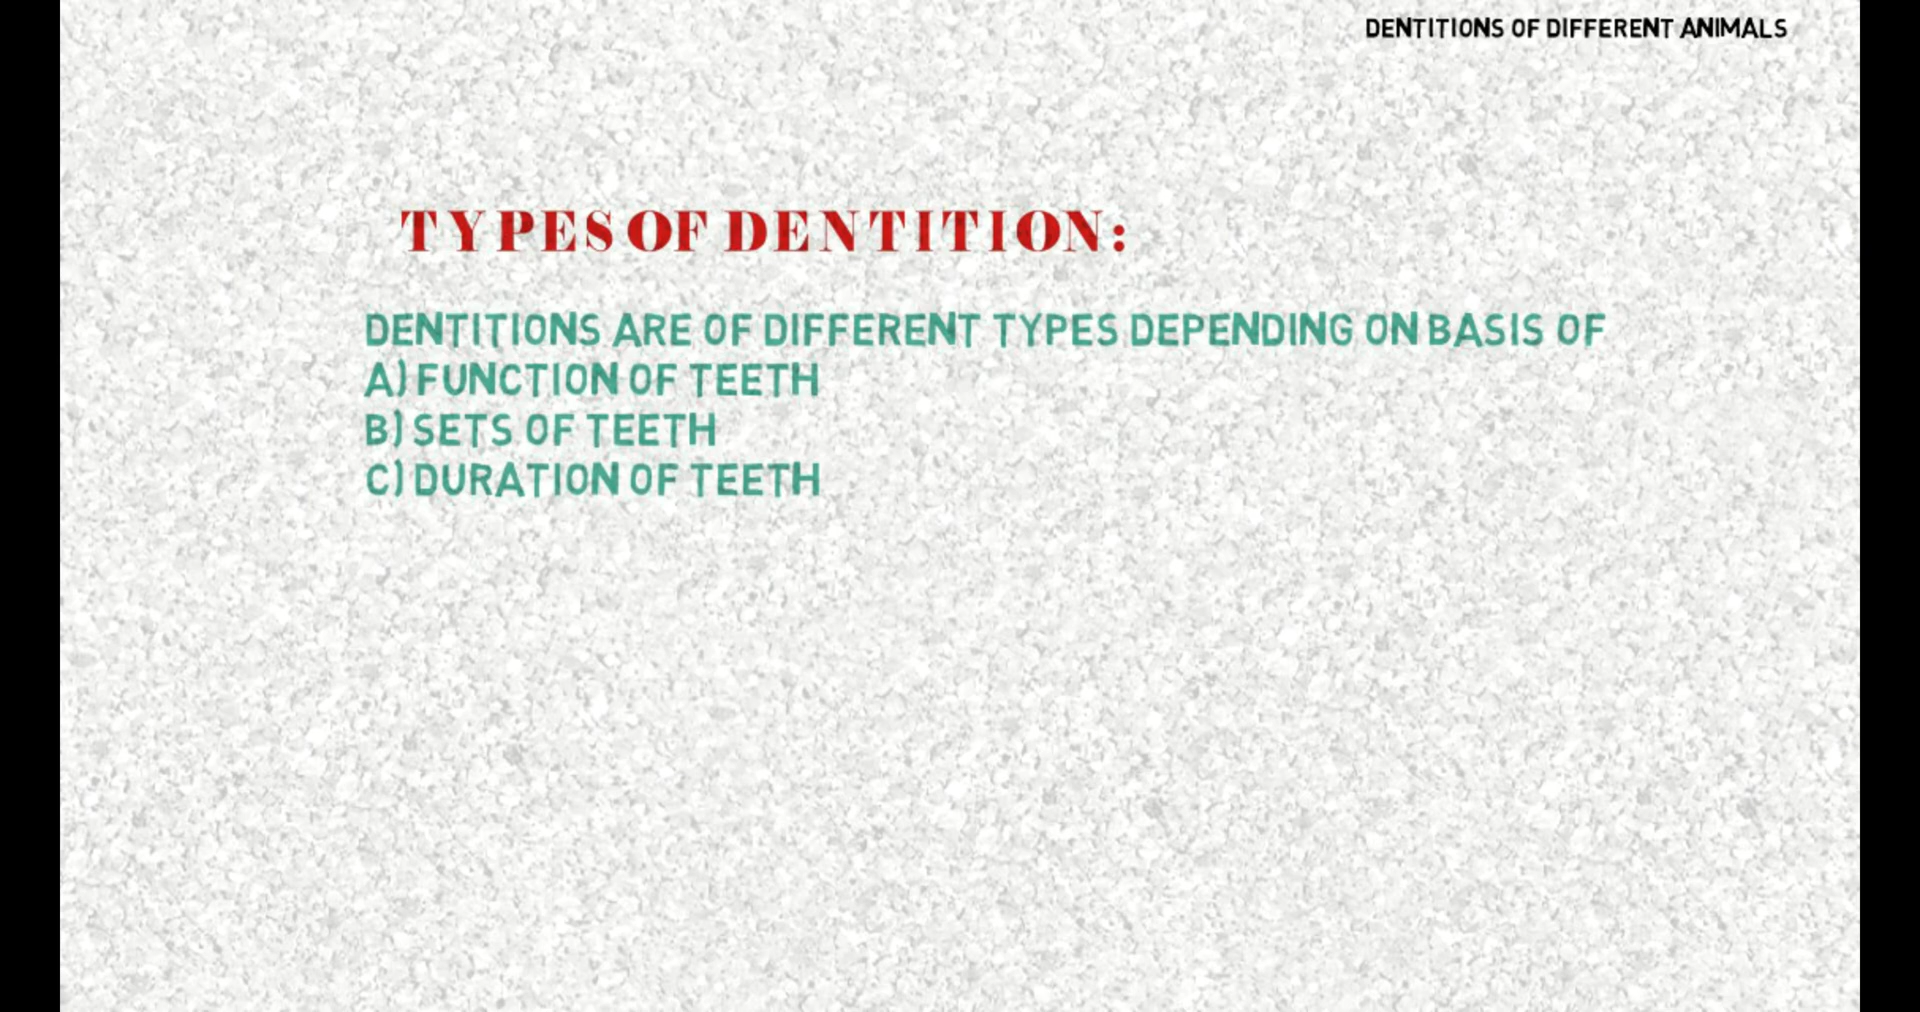 DENTITIONS OF DIFFERENT ANIMALS
TYPES OF DENTITION:
DENTITIONS ARE OF DIFFERENT TYPES DEPENDING ON BASIS OF
A) FUNCTION OF TEETH
B) SETS OF TEETH
C) DURATION OF TEETH